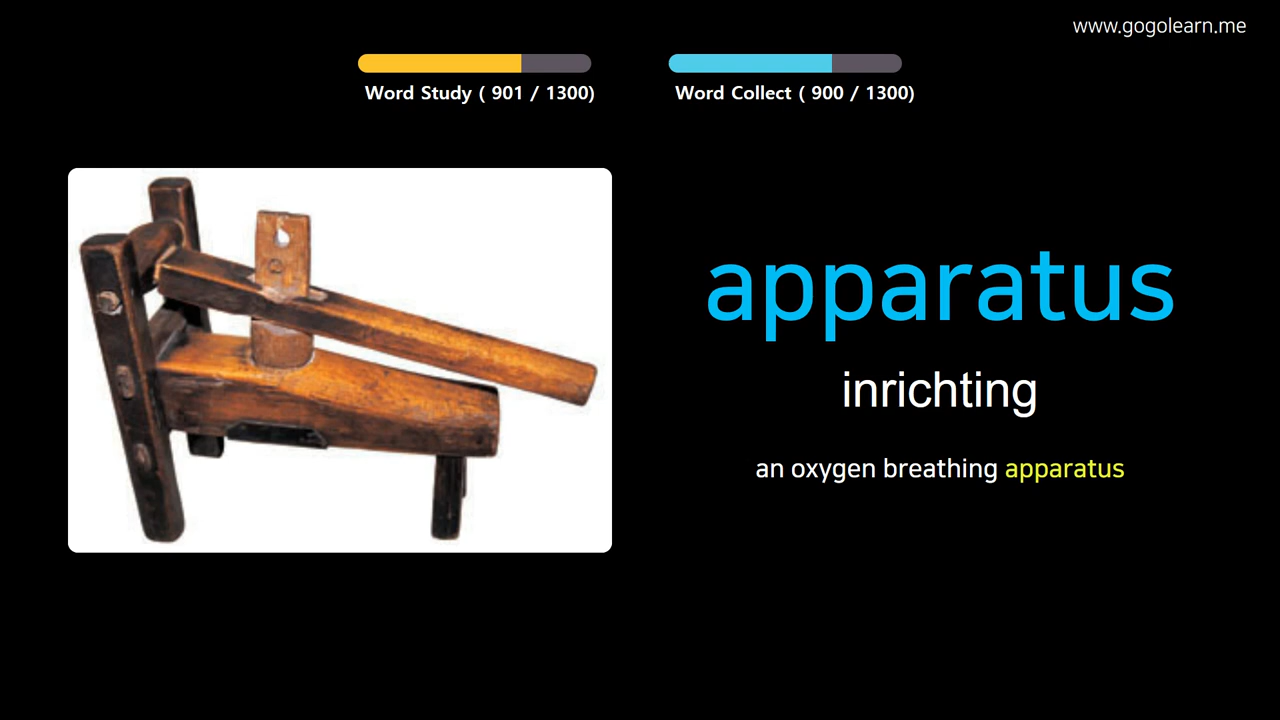 www.gogolearn.me
Word Study ( 901 / 1300)
Word Collect ( 900 / 1300)
apparatus
inrichting
an oxygen breathing apparatus